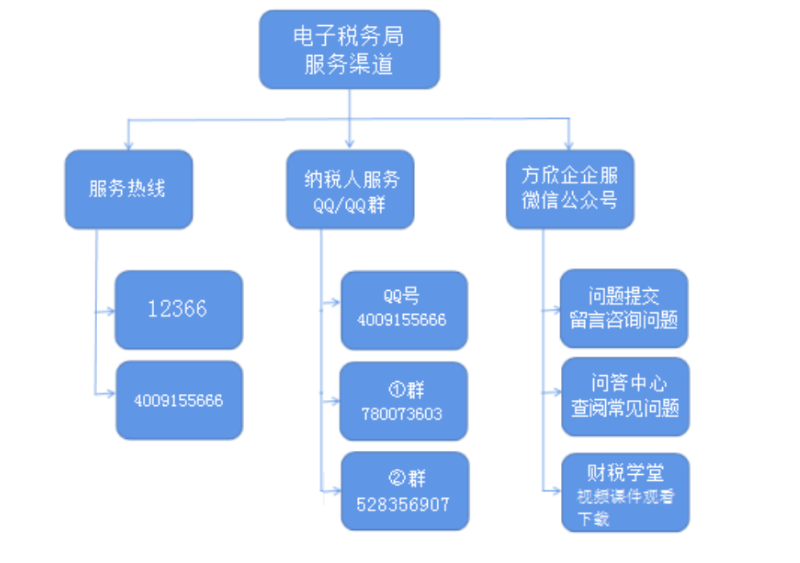 电子税务局
服务渠道
服务热线
12366
4009155666
纳税人服务
QQ/QQ群
QQ号
4009155666
①群
780073603
②群
528356907
方欣企企服
微信公众号
问题提交
留言咨询问题
问答中心
查阅常见问题
财税学堂
视频课件观看
下载